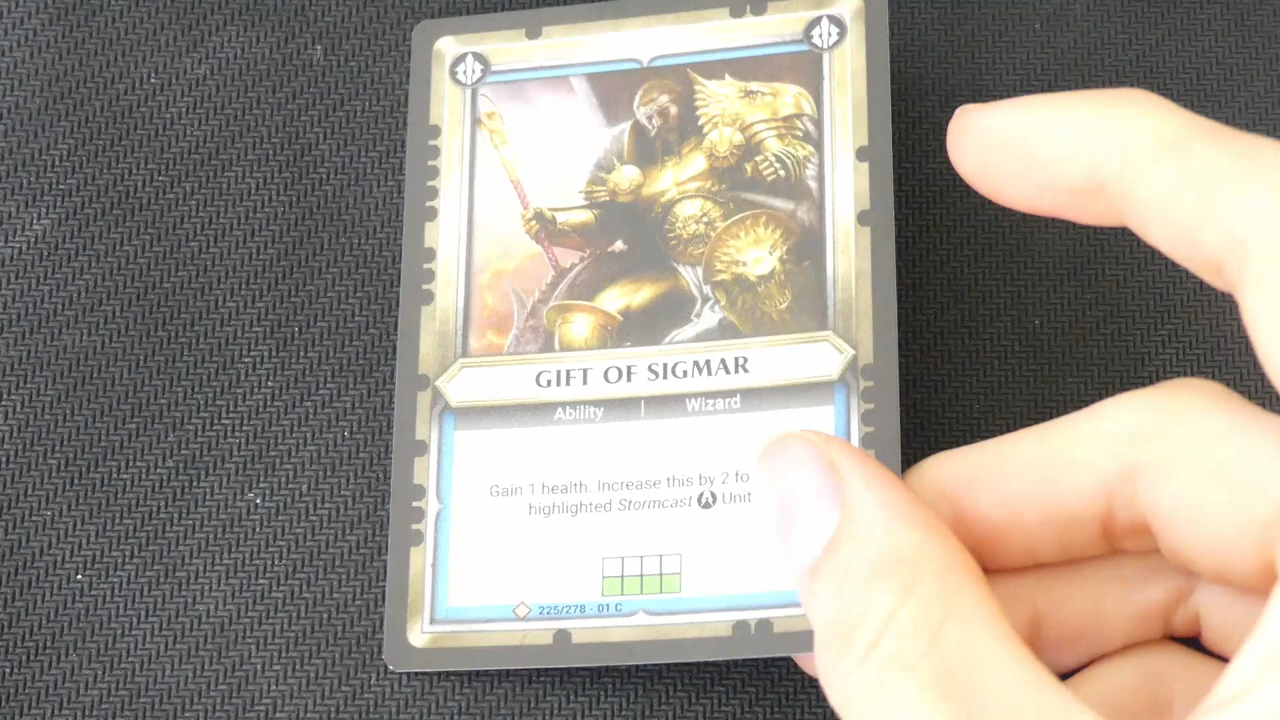 GIFT OF SIGMAR
Ability | Wizard
Gain 1 health. Increase this by 2 fo
highlighted Stormcast Unit
225/278 - 01 C